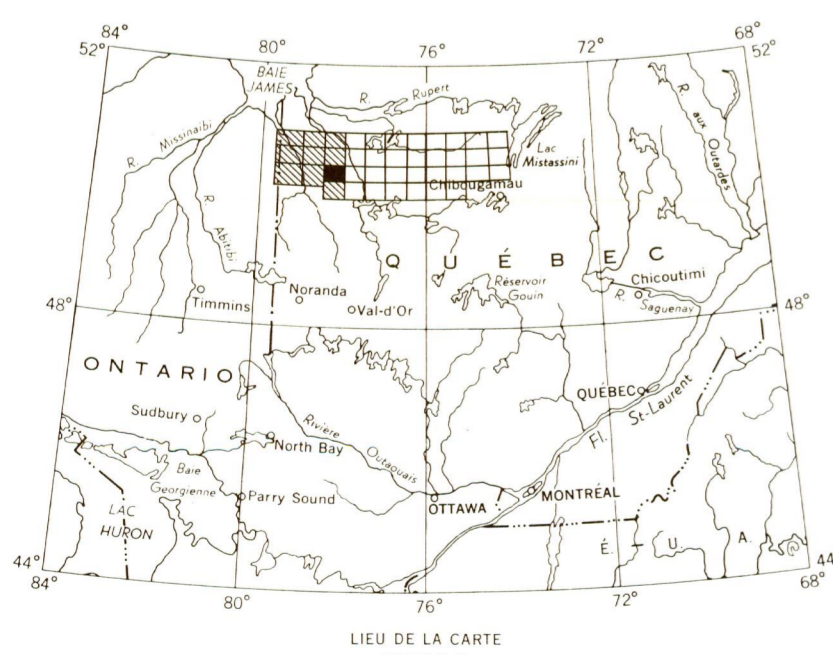 84° 80° 76° 72° 68°
52° 52°
BAIE
JAMES
R. Rupert
R. Missinaibi
R. aux Outardes
Lac
Mistassini
Chibougamau
R. Abitibi
QUÉBEC
Réservoir
Gouin
Chicoutimi
R. Saguenay
Noranda
Timmins
Val-d'Or
48° 48°
ONTARIO
QUÉBEC
Sudbury
Rivière Outaouais
Fl. St-Laurent
North Bay
Baie
Georgienne
Parry Sound
OTTAWA
MONTRÉAL
LAC
HURON
É. U. A.
44° 44
84° 80° 76° 72° 68°
LIEU DE LA CARTE